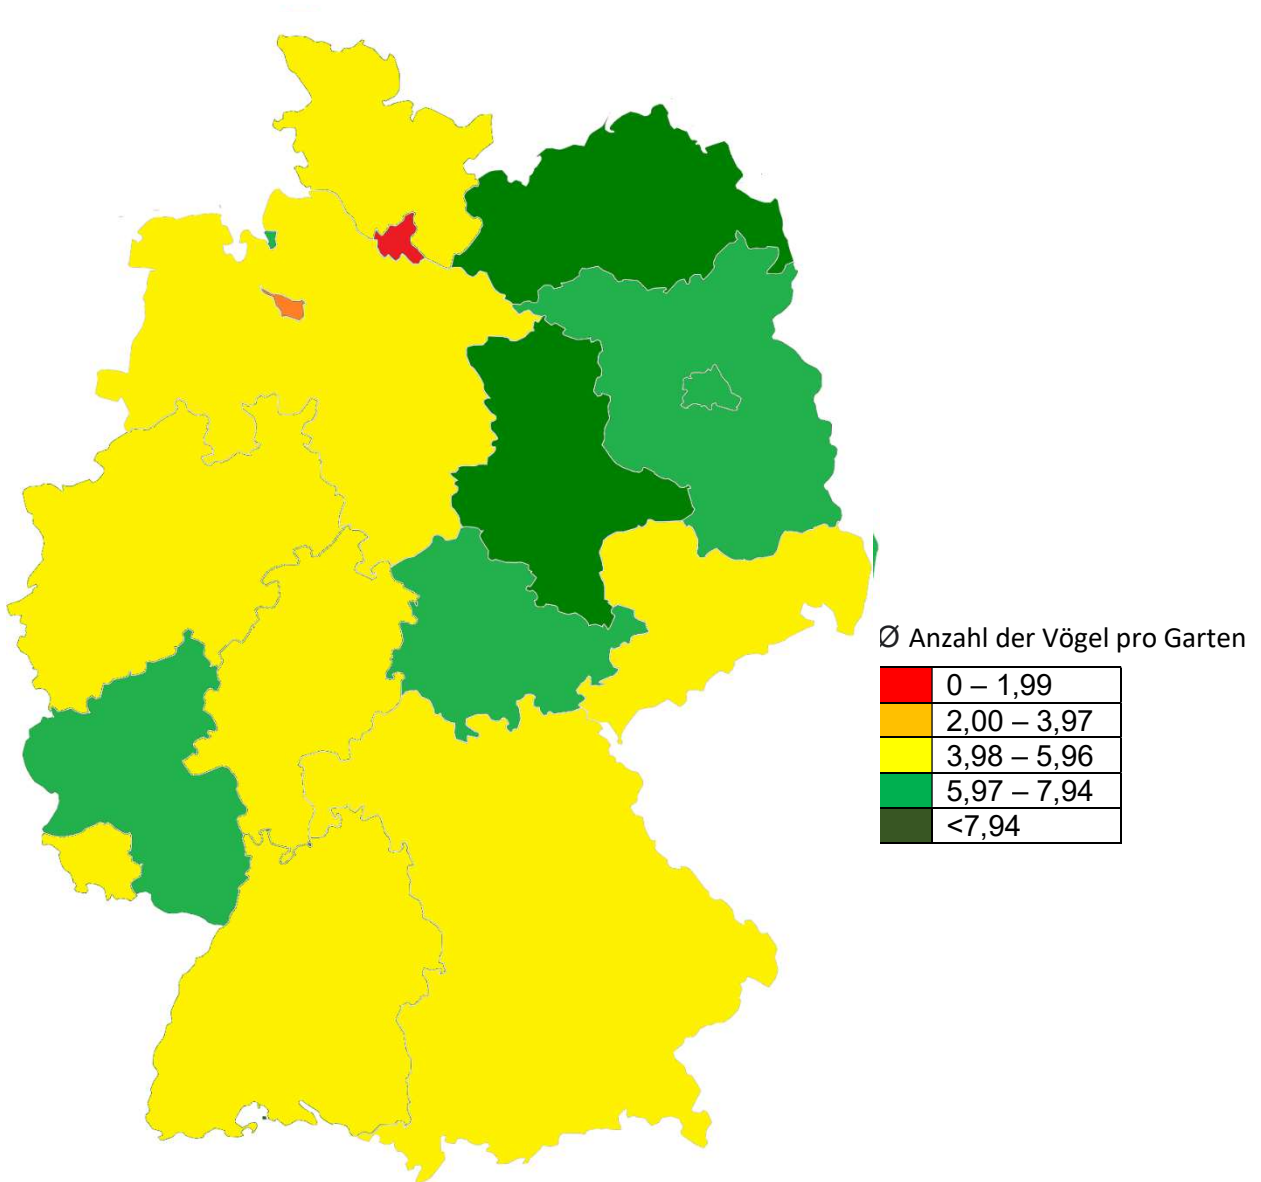 Ø Anzahl der Vögel pro Garten
0 – 1,99
2,00 – 3,97
3,98 – 5,96
5,97 – 7,94
<7,94